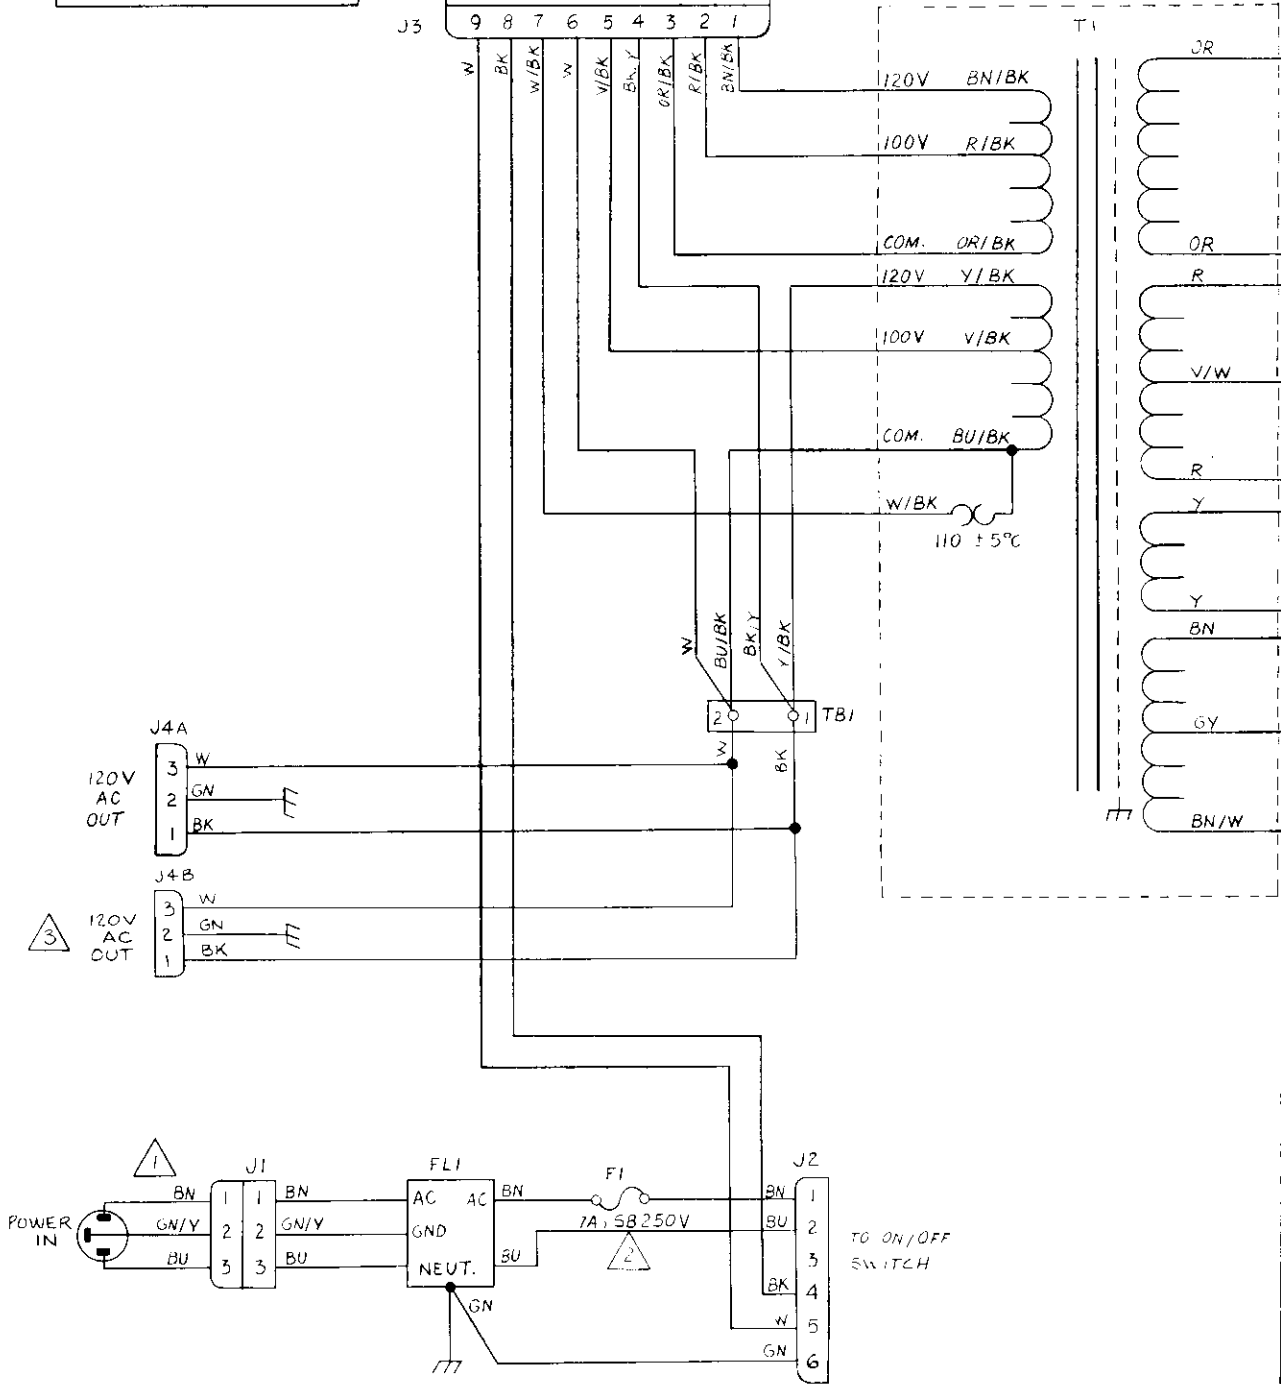 J3 9 8 7 6 5 4 3 2 1
W BK W/BK W V/BK BK/Y OR/BK R/BK BN/BK
T1
120V BN/BK
100V R/BK
COM. OR/BK
120V Y/BK
100V V/BK
COM. BU/BK
W/BK
110 ±5°C
OR
OR
R
V/W
R
Y
Y
BN
GY
BN/W
W BU/BK BK/Y Y/BK
2 1 TB1
W BK
J4A
120V
AC
OUT
3 W
2 GN
1 BK
J4B
3
120V
AC
OUT
3 W
2 GN
1 BK
1
POWER
IN
BN
GN/Y
BU
J1
1 1 BN
2 2 GN/Y
3 3 BU
FL1
AC AC
GND
NEUT.
BN
BU
GN
F1
7A, SB 250V
2
J2
BN 1
BU 2
3
BK 4
W 5
GN 6
TO ON/OFF
SWITCH